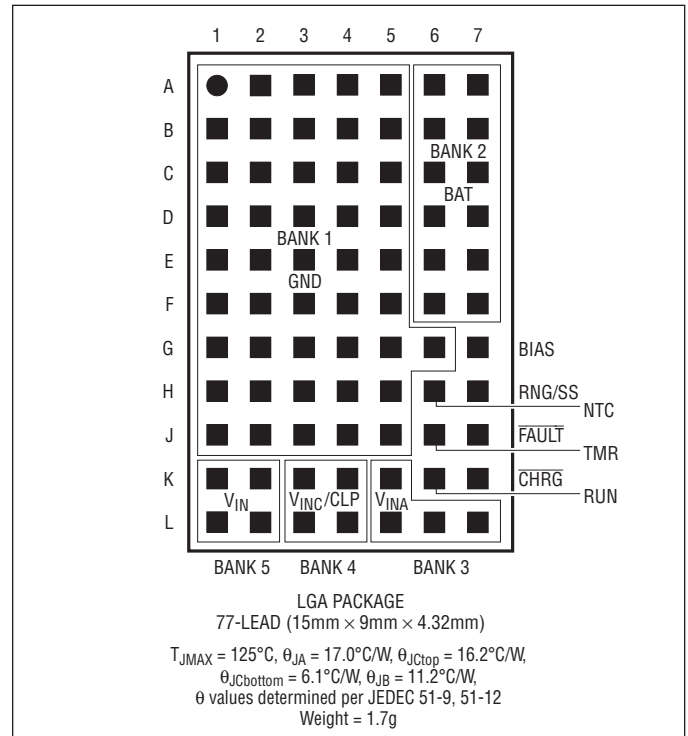 1 2 3 4 5 6 7
A
B
BANK 2
C
BAT
D
BANK 1
E
GND
F
G BIAS
H RNG/SS
NTC
J F̅A̅U̅L̅T̅
TMR
K VIN VINC/CLP VINA C̅H̅R̅G̅
RUN
L
BANK 5 BANK 4 BANK 3
LGA PACKAGE
77-LEAD (15mm × 9mm × 4.32mm)
TJMAX = 125°C, θJA = 17.0°C/W, θJCtop = 16.2°C/W,
θJCbottom = 6.1°C/W, θJB = 11.2°C/W,
θ values determined per JEDEC 51-9, 51-12
Weight = 1.7g